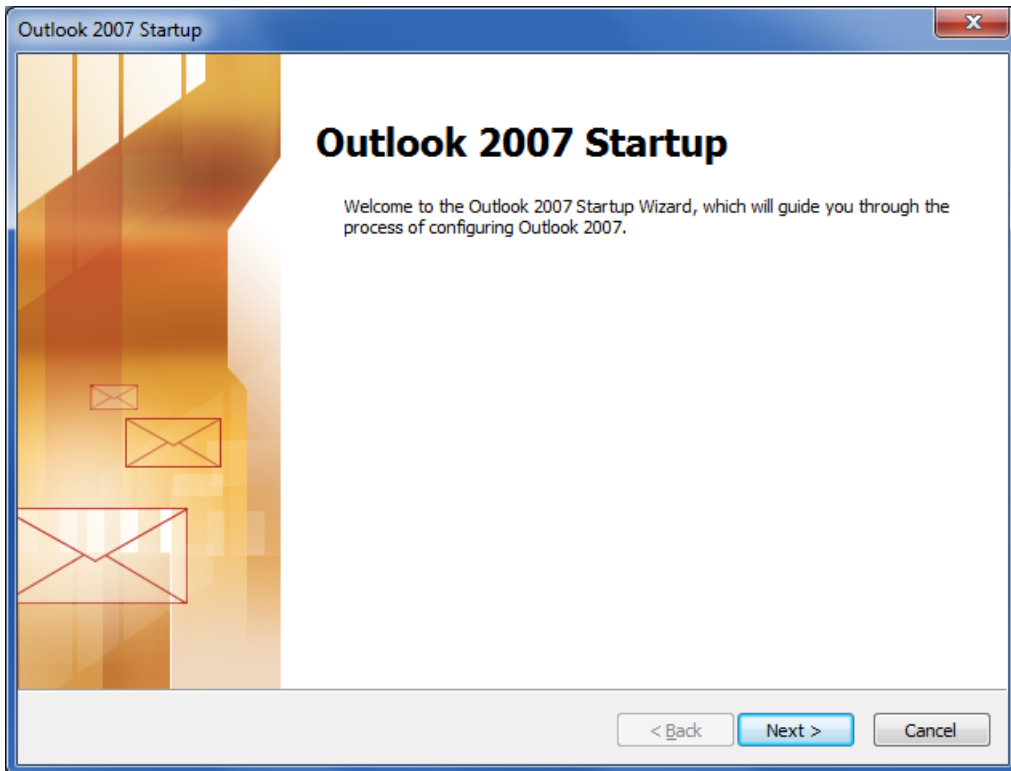 Outlook 2007 Startup
Outlook 2007 Startup
Welcome to the Outlook 2007 Startup Wizard, which will guide you through the
process of configuring Outlook 2007.
< Back
Next >
Cancel